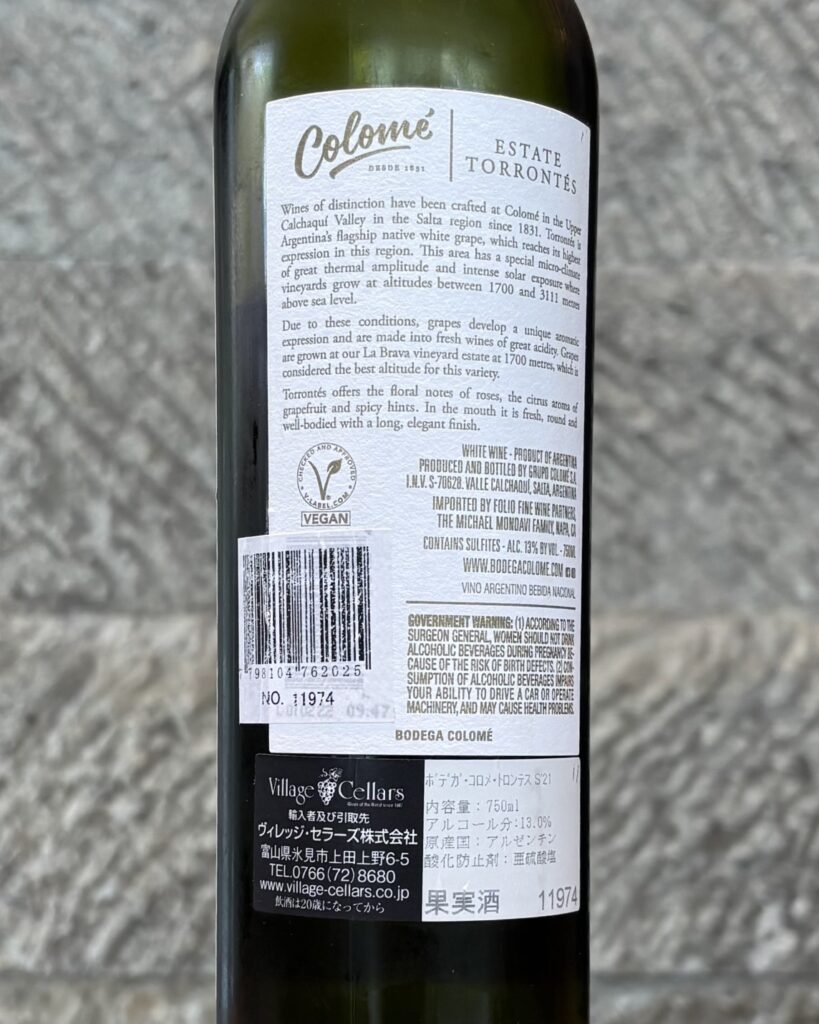 Colomé
DESDE 1831
ESTATE
TORRONTÉS
Wines of distinction have been crafted at Colomé in the Upper
Calchaquí Valley in the Salta region since 1831. Torrontés is
Argentina's flagship native white grape, which reaches its highest
expression in this region. This area has a special micro-climate
of great thermal amplitude and intense solar exposure where
vineyards grow at altitudes between 1700 and 3111 metres
above sea level.
Due to these conditions, grapes develop a unique aromatic
expression and are made into fresh wines of great acidity. Grapes
are grown at our La Brava vineyard estate at 1700 metres, which is
considered the best altitude for this variety.
Torrontés offers the floral notes of roses, the citrus aroma of
grapefruit and spicy hints. In the mouth it is fresh, round and
well-bodied with a long, elegant finish.
CHECKED AND APPROVED
V-LABEL.COM
VEGAN
WHITE WINE - PRODUCT OF ARGENTINA
PRODUCED AND BOTTLED BY GRUPO COLOMÉ S.A.
I.N.V. S-70628. VALLE CALCHAQUÍ, SALTA, ARGENTINA
IMPORTED BY FOLIO FINE WINE PARTNERS,
THE MICHAEL MONDAVI FAMILY, NAPA, CA
CONTAINS SULFITES - ALC. 13% BY VOL. - 750ML
WWW.BODEGACOLOME.COM
VINO ARGENTINO BEBIDA NACIONAL
GOVERNMENT WARNING: (1) ACCORDING TO THE
SURGEON GENERAL, WOMEN SHOULD NOT DRINK
ALCOHOLIC BEVERAGES DURING PREGNANCY BE-
CAUSE OF THE RISK OF BIRTH DEFECTS. (2) CON-
SUMPTION OF ALCOHOLIC BEVERAGES IMPAIRS
YOUR ABILITY TO DRIVE A CAR OR OPERATE
MACHINERY, AND MAY CAUSE HEALTH PROBLEMS.
7 798104 762025
NO. 11974
09:47
BODEGA COLOMÉ
Village Cellars
輸入者及び引取先
ヴィレッジ・セラーズ株式会社
富山県氷見市上田上野6-5
TEL.0766(72)8680
www.village-cellars.co.jp
飲酒は20歳になってから
ﾎﾞﾃﾞｶﾞ･ｺﾛﾒ･ﾄﾛﾝﾃｽ S'21
内容量：750ml
アルコール分：13.0%
原産国：アルゼンチン
酸化防止剤：亜硫酸塩
果実酒 11974